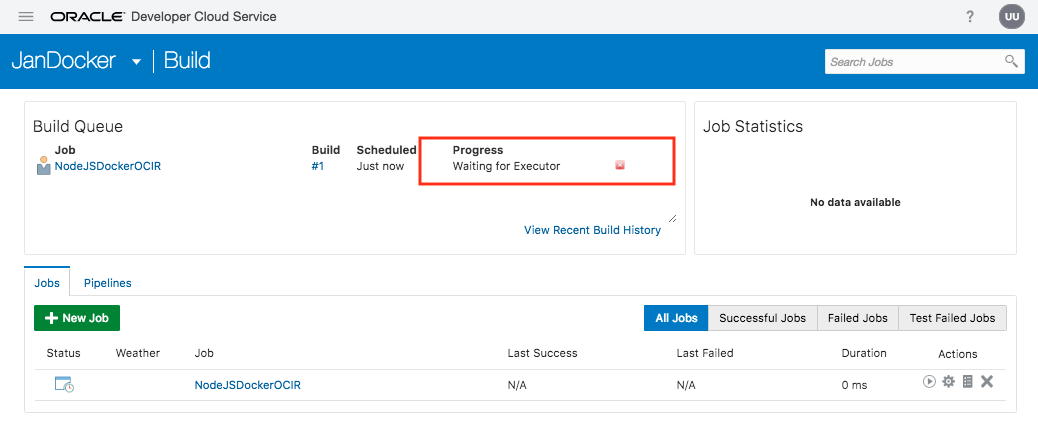 ORACLE Developer Cloud Service ? UU
JanDocker Build Search Jobs
Build Queue
Job Build Scheduled Progress
NodeJSDockerOCIR #1 Just now Waiting for Executor
View Recent Build History
Job Statistics
No data available
Jobs Pipelines
New Job All Jobs Successful Jobs Failed Jobs Test Failed Jobs
Status Weather Job Last Success Last Failed Duration Actions
NodeJSDockerOCIR N/A N/A 0 ms